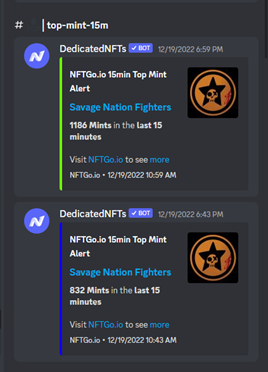 # top-mint-15m
DedicatedNFTs ✓ BOT 12/19/2022 6:59 PM
NFTGo.io 15min Top Mint
Alert
Savage Nation Fighters
1186 Mints in the last 15
minutes
Visit NFTGo.io to see more
NFTGo.io • 12/19/2022 10:59 AM
DedicatedNFTs ✓ BOT 12/19/2022 6:43 PM
NFTGo.io 15min Top Mint
Alert
Savage Nation Fighters
832 Mints in the last 15
minutes
Visit NFTGo.io to see more
NFTGo.io • 12/19/2022 10:43 AM